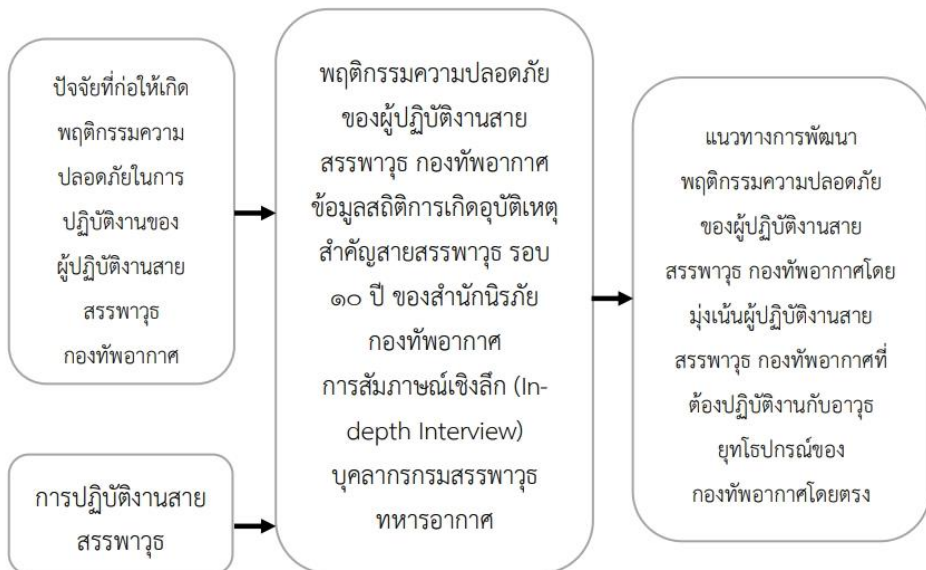 ปัจจัยที่ก่อให้เกิด
พฤติกรรมความ
ปลอดภัยในการ
ปฏิบัติงานของ
ผู้ปฏิบัติงานสาย
สรรพาวุธ
กองทัพอากาศ
การปฏิบัติงานสาย
สรรพาวุธ
พฤติกรรมความปลอดภัย
ของผู้ปฏิบัติงานสาย
สรรพาวุธ กองทัพอากาศ
ข้อมูลสถิติการเกิดอุบัติเหตุ
สำคัญสายสรรพาวุธ รอบ
๑๐ ปี ของสำนักนิรภัย
กองทัพอากาศ
การสัมภาษณ์เชิงลึก (In-
depth Interview)
บุคลากรกรมสรรพาวุธ
ทหารอากาศ
แนวทางการพัฒนา
พฤติกรรมความปลอดภัย
ของผู้ปฏิบัติงานสาย
สรรพาวุธ กองทัพอากาศโดย
มุ่งเน้นผู้ปฏิบัติงานสาย
สรรพาวุธ กองทัพอากาศที่
ต้องปฏิบัติงานกับอาวุธ
ยุทโธปกรณ์ของ
กองทัพอากาศโดยตรง